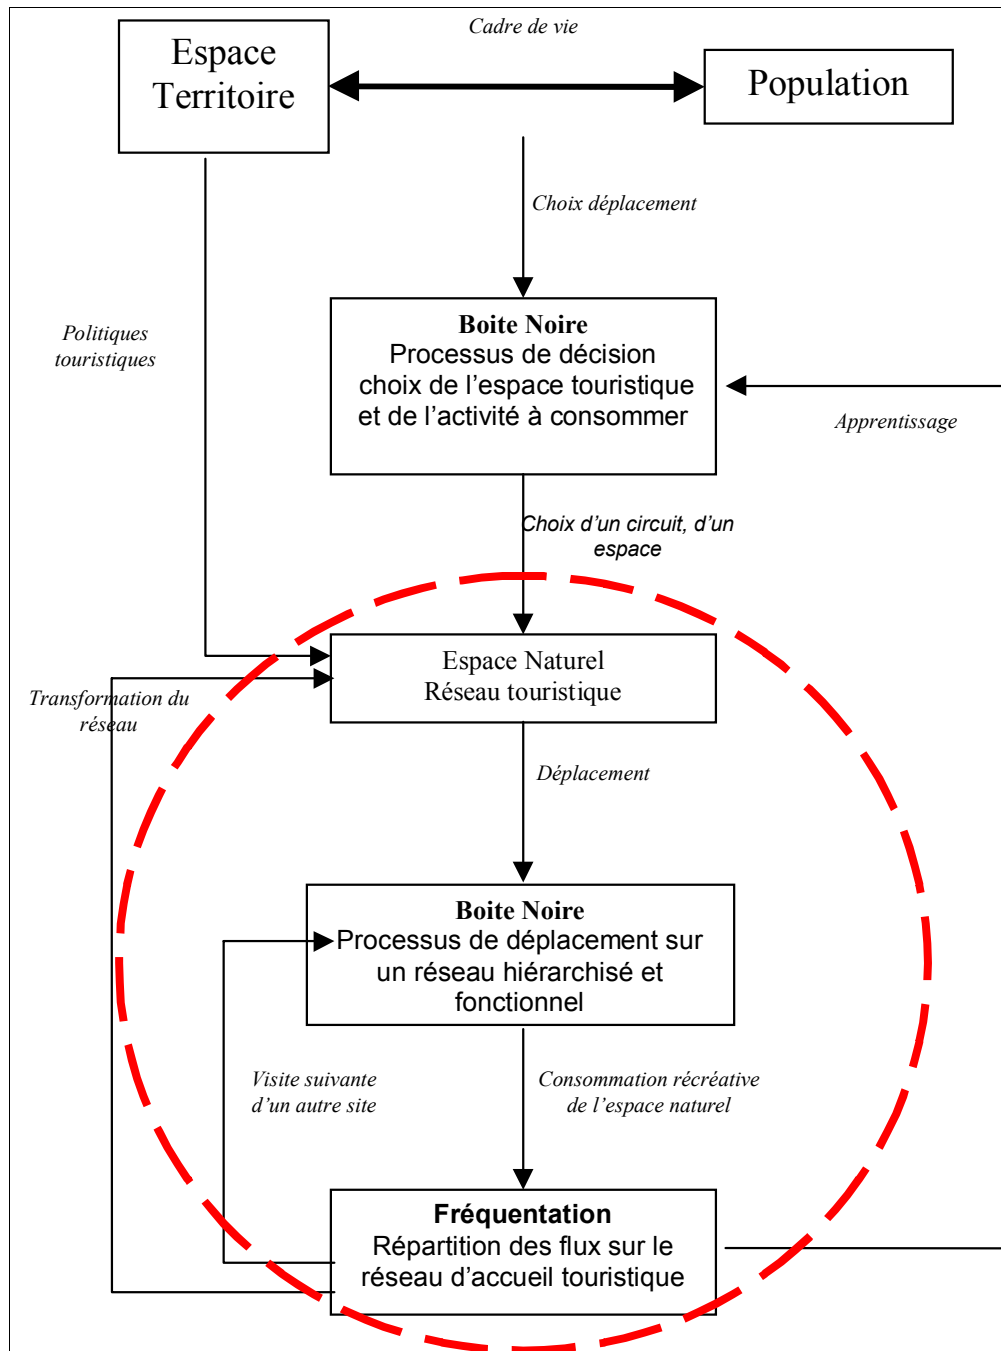 Cadre de vie
Espace
Territoire
Population
Choix déplacement
Boite Noire
Processus de décision
choix de l'espace touristique
et de l'activité à consommer
Politiques
touristiques
Apprentissage
Choix d'un circuit, d'un
espace
Espace Naturel
Réseau touristique
Transformation du
réseau
Déplacement
Boite Noire
Processus de déplacement sur
un réseau hiérarchisé et
fonctionnel
Visite suivante
d'un autre site
Consommation récréative
de l'espace naturel
Fréquentation
Répartition des flux sur le
réseau d'accueil touristique